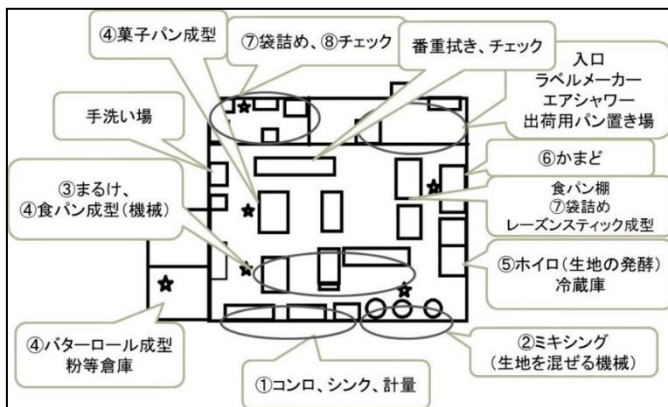 ④菓子パン成型
⑦袋詰め、⑧チェック
番重拭き、チェック
入口
ラベルメーカー
エアシャワー
出荷用パン置き場
手洗い場
⑥かまど
③まるけ、
④食パン成型(機械)
食パン棚
⑦袋詰め
レーズンスティック成型
⑤ホイロ(生地の発酵)
冷蔵庫
④バターロール成型
粉等倉庫
②ミキシング
(生地を混ぜる機械)
①コンロ、シンク、計量